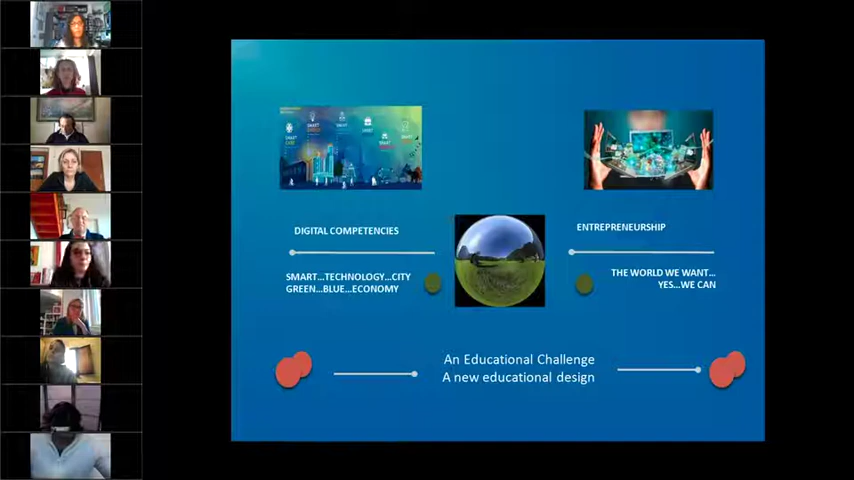 DIGITAL COMPETENCIES
SMART...TECHNOLOGY...CITY
GREEN...BLUE...ECONOMY
ENTREPRENEURSHIP
THE WORLD WE WANT...
YES...WE CAN
An Educational Challenge
A new educational design